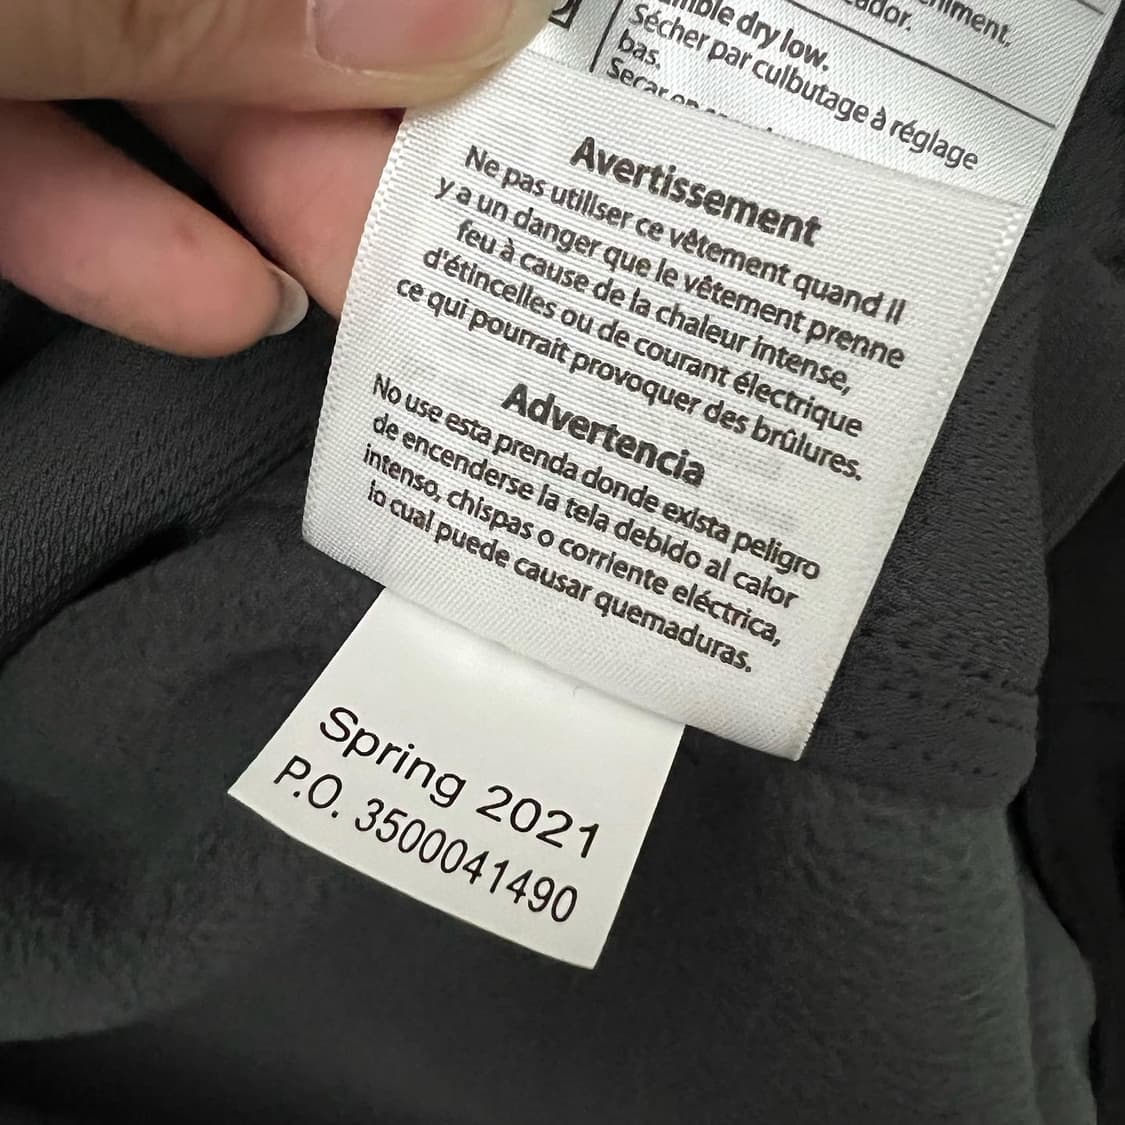 dry low.
Sécher par culbutage à réglage
bas.
Secar en
Avertissement
Ne pas utiliser ce vêtement quand il
y a un danger que le vêtement prenne
feu à cause de la chaleur intense,
d'étincelles ou de courant électrique
ce qui pourrait provoquer des brûlures.
Advertencia
No use esta prenda donde exista peligro
de encenderse la tela debido al calor
intenso, chispas o corriente eléctrica,
lo cual puede causar quemaduras.
Spring 2021
P.O. 3500041490